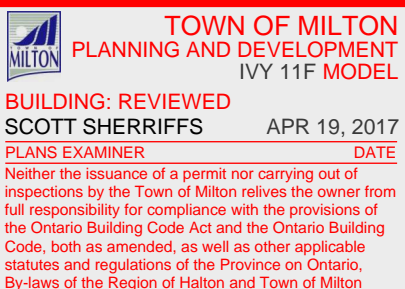 TOWN OF MILTON
PLANNING AND DEVELOPMENT
IVY 11F MODEL
TOWN OF
MILTON
BUILDING: REVIEWED
SCOTT SHERRIFFS APR 19, 2017
PLANS EXAMINER DATE
Neither the issuance of a permit nor carrying out of
inspections by the Town of Milton relives the owner from
full responsibility for compliance with the provisions of
the Ontario Building Code Act and the Ontario Building
Code, both as amended, as well as other applicable
statutes and regulations of the Province on Ontario,
By-laws of the Region of Halton and Town of Milton